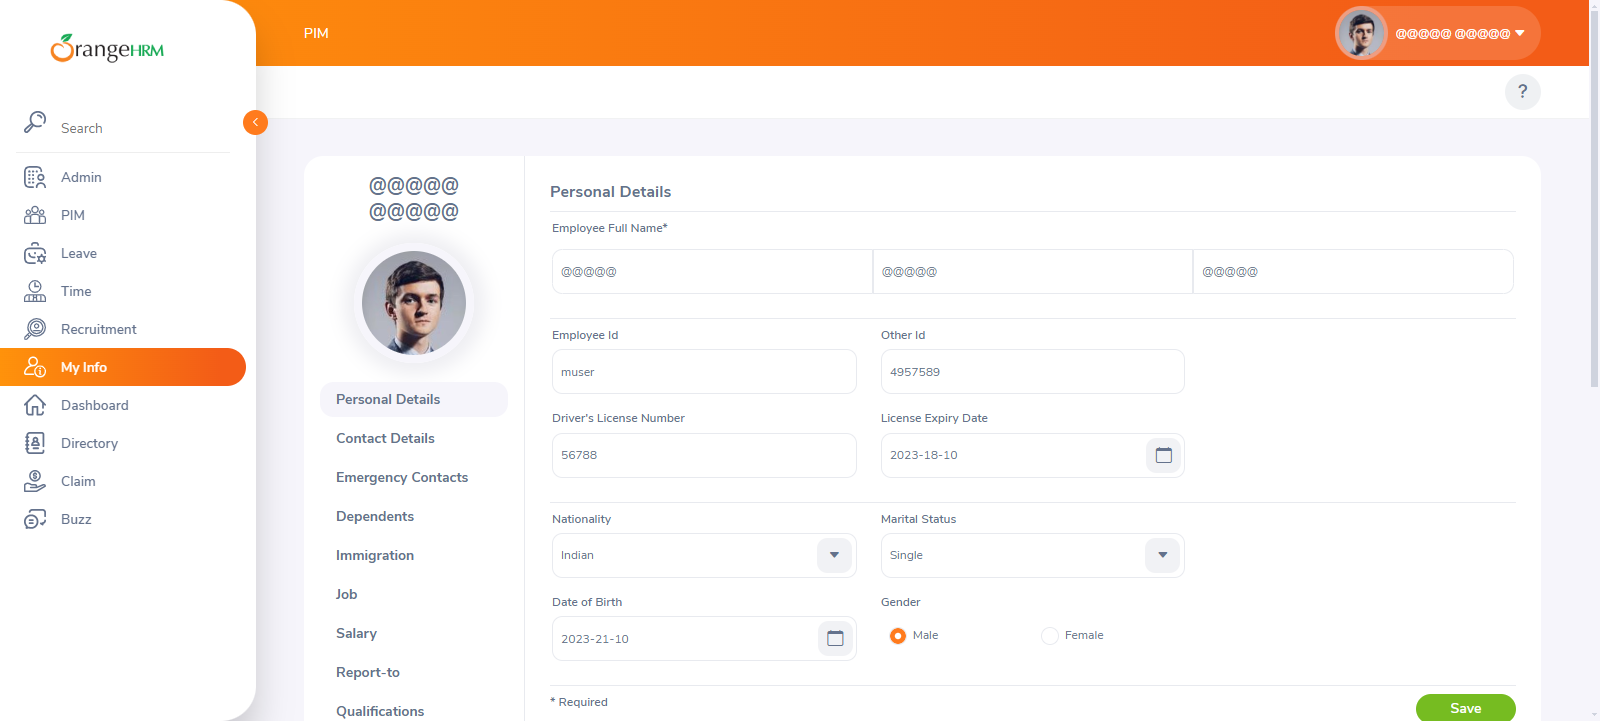 OrangeHRM
PIM
@@@@@ @@@@@
?
Search
Admin
PIM
Leave
Time
Recruitment
My Info
Dashboard
Directory
Claim
Buzz
@@@@@
@@@@@
Personal Details
Contact Details
Emergency Contacts
Dependents
Immigration
Job
Salary
Report-to
Qualifications
Personal Details
Employee Full Name*
@@@@@ @@@@@ @@@@@
Employee Id Other Id
muser 4957589
Driver's License Number License Expiry Date
56788 2023-18-10
Nationality Marital Status
Indian Single
Date of Birth Gender
2023-21-10 Male Female
* Required
Save